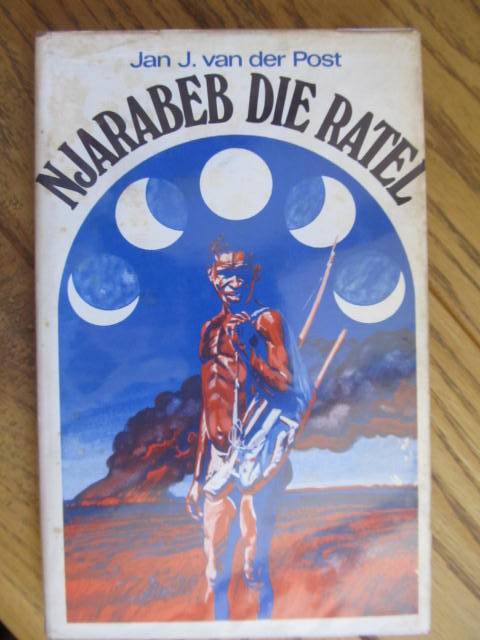 Jan J. van der Post
NJARABEB DIE RATEL